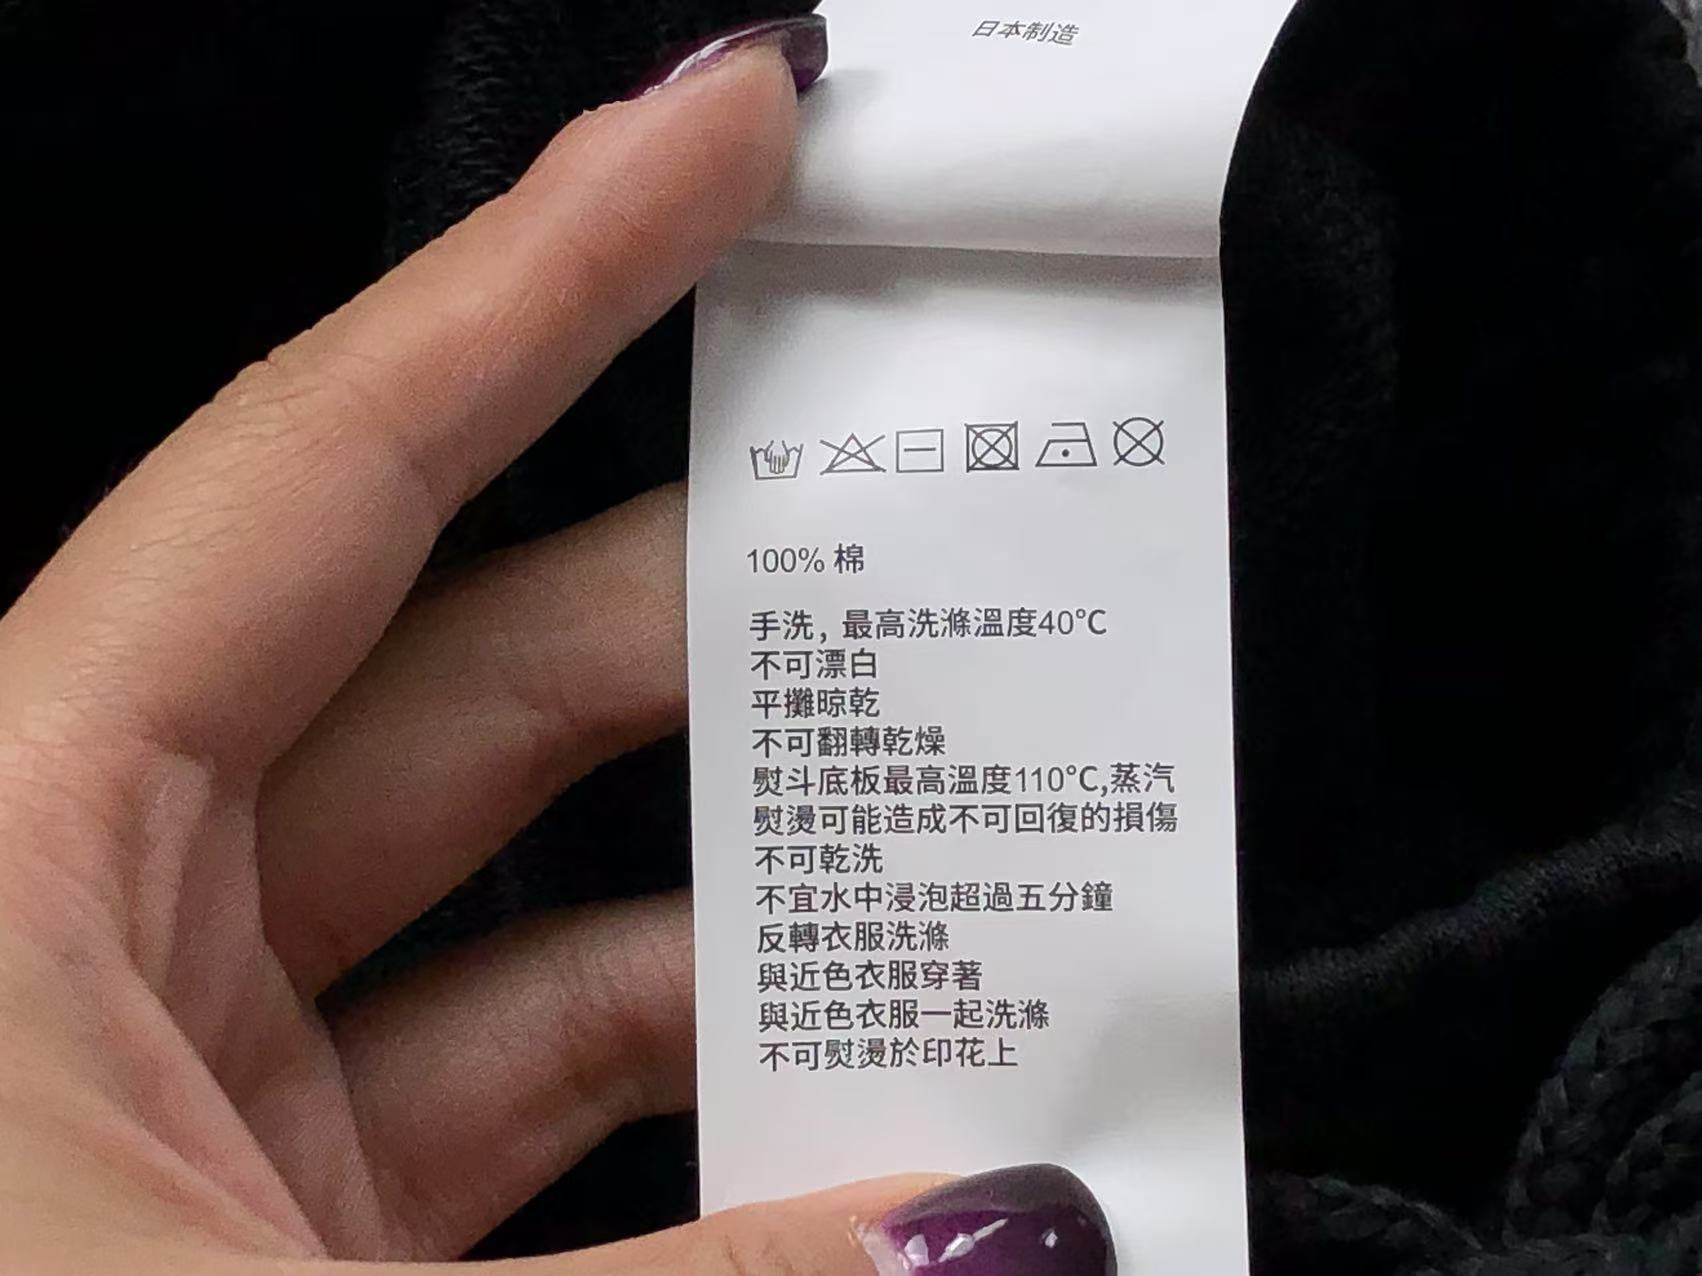 日本制造
100% 棉
手洗，最高洗滌溫度40℃
不可漂白
平攤晾乾
不可翻轉乾燥
熨斗底板最高溫度110℃,蒸汽
熨燙可能造成不可回復的損傷
不可乾洗
不宜水中浸泡超過五分鐘
反轉衣服洗滌
與近色衣服穿著
與近色衣服一起洗滌
不可熨燙於印花上